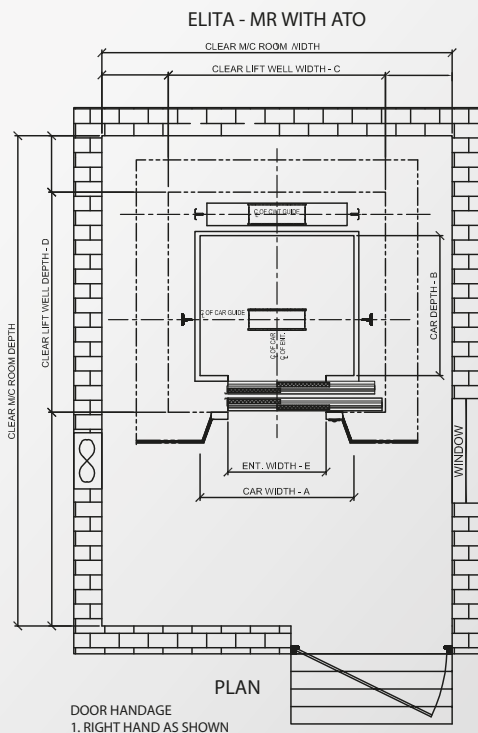 ELITA - MR WITH ATO
CLEAR M/C ROOM WIDTH
CLEAR LIFT WELL WIDTH - C
CLEAR M/C ROOM DEPTH
CLEAR LIFT WELL DEPTH - D
℄ OF CWT GUIDE
℄ OF CAR GUIDE
℄ OF CAR
℄ OF ENT.
CAR DEPTH - B
WINDOW
ENT. WIDTH - E
CAR WIDTH - A
PLAN
DOOR HANDAGE
1. RIGHT HAND AS SHOWN